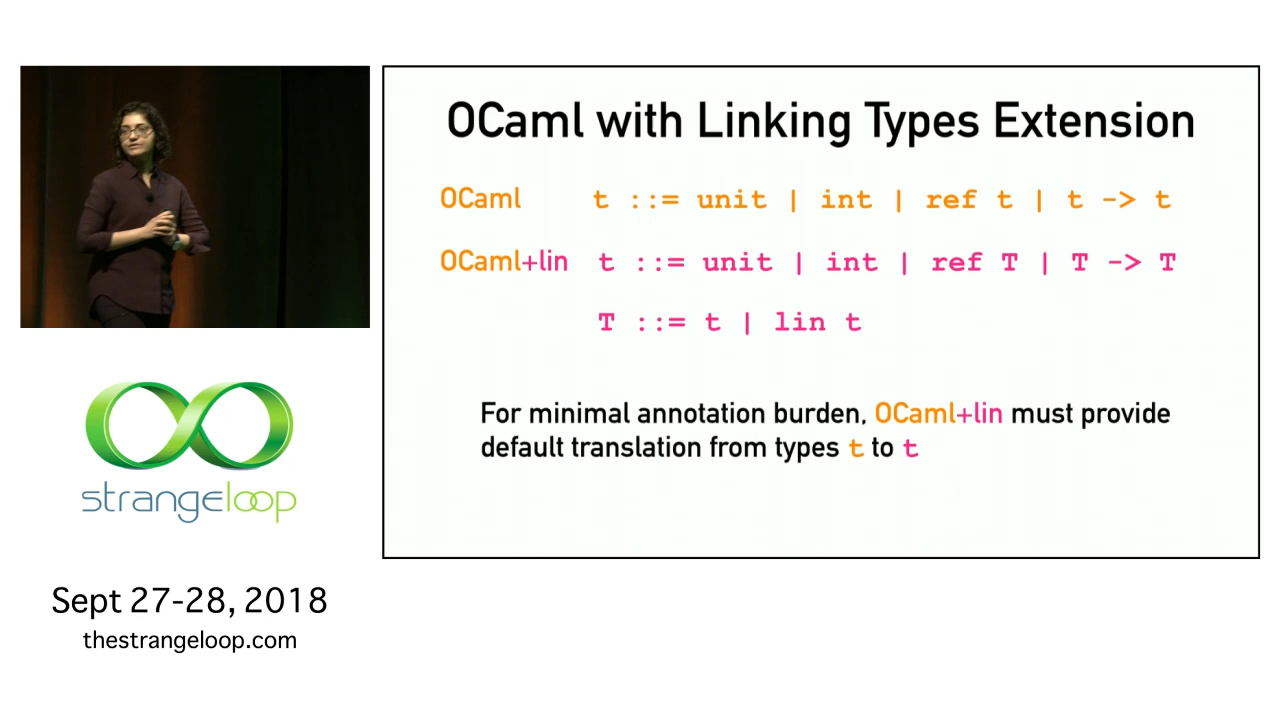 OCaml with Linking Types Extension
OCaml t ::= unit | int | ref t | t -> t
OCaml+lin t ::= unit | int | ref T | T -> T
T ::= t | lin t
For minimal annotation burden, OCaml+lin must provide
default translation from types t to t
strangeloop
Sept 27-28, 2018
thestrangeloop.com